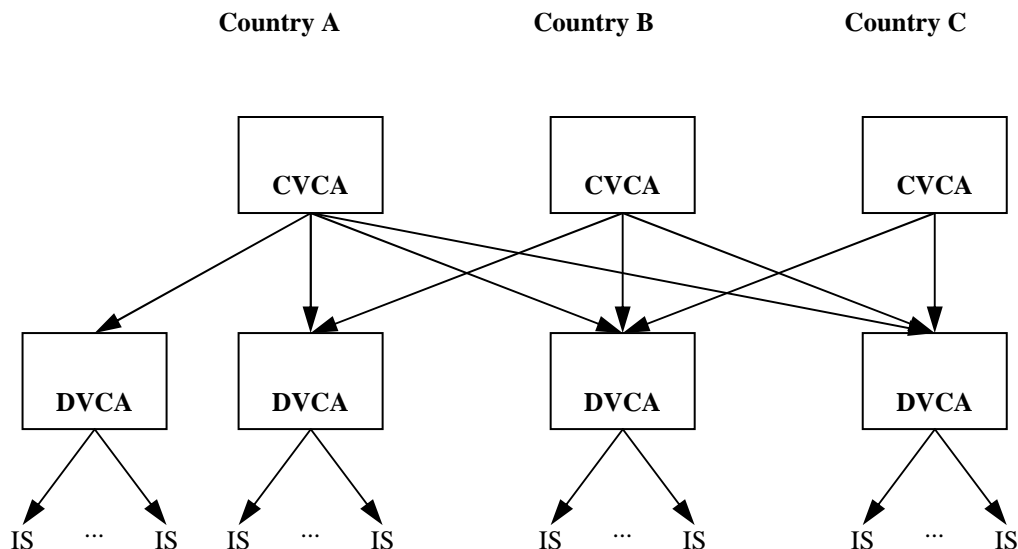 Country A Country B Country C
CVCA CVCA CVCA
DVCA DVCA DVCA DVCA
IS ... IS IS ... IS IS ... IS IS ... IS